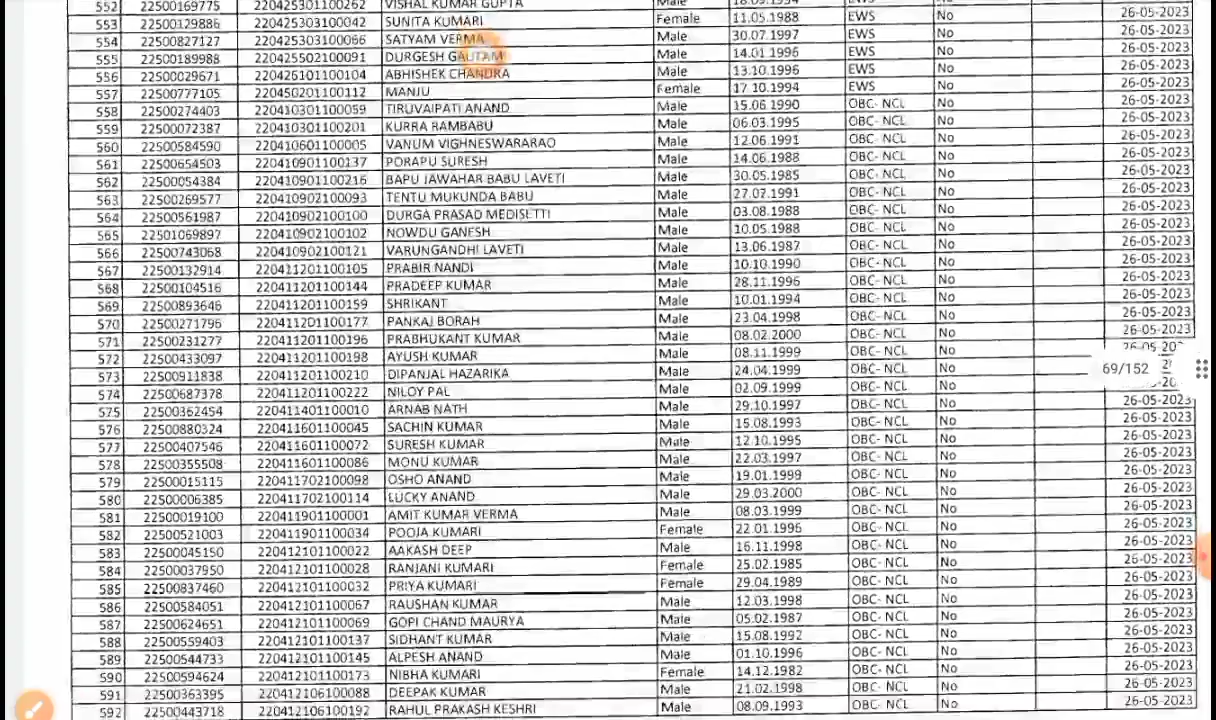 552 22500169775 220425301100262 VISHAL KUMAR GUPTA Male 18.09.1994 EWS No
553 22500129886 220425303100042 SUNITA KUMARI Female 11.05.1988 EWS No 26-05-2023
554 22500827127 220425303100066 SATYAM VERMA Male 30.07.1997 EWS No 26-05-2023
555 22500189988 220425502100091 DURGESH GAUTAM Male 14.01.1996 EWS No 26-05-2023
556 22500029671 220426101100104 ABHISHEK CHANDRA Male 13.10.1996 EWS No 26-05-2023
557 22500777105 220450201100112 MANJU Female 17.10.1994 EWS No 26-05-2023
558 22500274403 220410301100059 TIRUVAIPATI ANAND Male 15.06.1990 OBC- NCL No 26-05-2023
559 22500072387 220410301100201 KURRA RAMBABU Male 06.03.1995 OBC- NCL No 26-05-2023
560 22500584590 220410601100005 VANUM VIGHNESWARARAO Male 12.06.1991 OBC- NCL No 26-05-2023
561 22500654503 220410901100137 PORAPU SURESH Male 14.06.1988 OBC- NCL No 26-05-2023
562 22500054384 220410901100216 BAPU JAWAHAR BABU LAVETI Male 30.05.1985 OBC- NCL No 26-05-2023
563 22500269577 220410902100093 TENTU MUKUNDA BABU Male 27.07.1991 OBC- NCL No 26-05-2023
564 22500561987 220410902100100 DURGA PRASAD MEDISETTI Male 03.08.1988 OBC- NCL No 26-05-2023
565 22501069897 220410902100102 NOWDU GANESH Male 10.05.1988 OBC- NCL No 26-05-2023
566 22500743068 220410902100121 VARUNGANDHI LAVETI Male 13.06.1987 OBC- NCL No 26-05-2023
567 22500132914 220411201100105 PRABIR NANDI Male 10.10.1990 OBC- NCL No 26-05-2023
568 22500104516 220411201100144 PRADEEP KUMAR Male 28.11.1996 OBC- NCL No 26-05-2023
569 22500893646 220411201100159 SHRIKANT Male 10.01.1994 OBC- NCL No 26-05-2023
570 22500271796 220411201100177 PANKAJ BORAH Male 23.04.1998 OBC- NCL No 26-05-2023
571 22500231277 220411201100196 PRABHUKANT KUMAR Male 08.02.2000 OBC- NCL No 26-05-2023
572 22500433097 220411201100198 AYUSH KUMAR Male 08.11.1999 OBC- NCL No
573 22500911838 220411201100210 DIPANJAL HAZARIKA Male 24.04.1999 OBC- NCL No 69/152
574 22500687378 220411201100222 NILOY PAL Male 02.09.1999 OBC- NCL No
575 22500362454 220411401100010 ARNAB NATH Male 29.10.1997 OBC- NCL No 26-05-2023
576 22500880324 220411601100045 SACHIN KUMAR Male 15.08.1993 OBC- NCL No 26-05-2023
577 22500407546 220411601100072 SURESH KUMAR Male 12.10.1995 OBC- NCL No 26-05-2023
578 22500355508 220411601100086 MONU KUMAR Male 22.03.1997 OBC- NCL No 26-05-2023
579 22500015115 220411702100098 OSHO ANAND Male 19.01.1999 OBC- NCL No 26-05-2023
580 22500006385 220411702100114 LUCKY ANAND Male 29.03.2000 OBC- NCL No 26-05-2023
581 22500019100 220411901100001 AMIT KUMAR VERMA Male 08.03.1999 OBC- NCL No 26-05-2023
582 22500521003 220411901100034 POOJA KUMARI Female 22.01.1996 OBC- NCL No 26-05-2023
583 22500045150 220412101100022 AAKASH DEEP Male 16.11.1998 OBC- NCL No 26-05-2023
584 22500037950 220412101100028 RANJANI KUMARI Female 25.02.1985 OBC- NCL No 26-05-2023
585 22500837460 220412101100032 PRIYA KUMARI Female 29.04.1989 OBC- NCL No 26-05-2023
586 22500584051 220412101100067 RAUSHAN KUMAR Male 12.03.1998 OBC- NCL No 26-05-2023
587 22500624651 220412101100069 GOPI CHAND MAURYA Male 05.02.1987 OBC- NCL No 26-05-2023
588 22500559403 220412101100137 SIDHANT KUMAR Male 15.08.1992 OBC- NCL No 26-05-2023
589 22500544733 220412101100145 ALPESH ANAND Male 01.10.1996 OBC- NCL No 26-05-2023
590 22500594624 220412101100173 NIBHA KUMARI Female 14.12.1982 OBC- NCL No 26-05-2023
591 22500363395 220412106100088 DEEPAK KUMAR Male 21.02.1998 OBC- NCL No 26-05-2023
592 22500443718 220412106100192 RAHUL PRAKASH KESHRI Male 08.09.1993 OBC- NCL No 26-05-2023